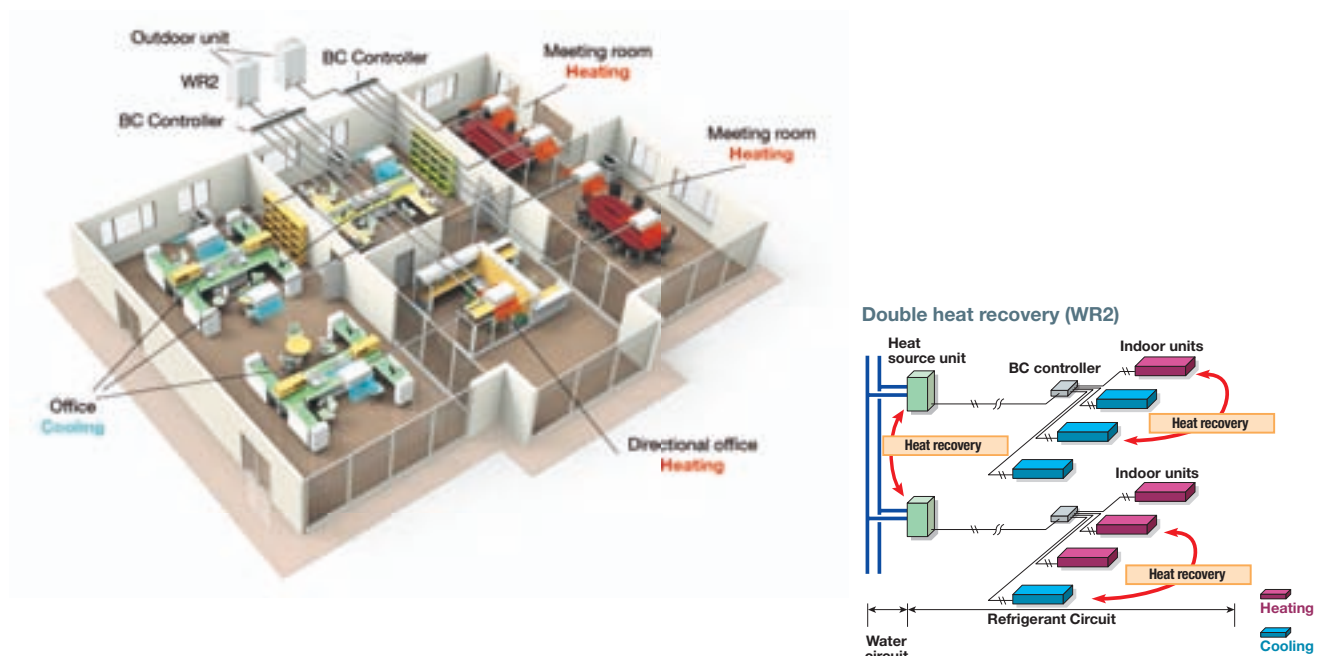 Outdoor unit
WR2
BC Controller
BC Controller
Meeting room
Heating
Meeting room
Heating
Office
Cooling
Directional office
Heating
Double heat recovery (WR2)
Heat
source unit
BC controller
Indoor units
Heat recovery
Heat recovery
Indoor units
Heat recovery
Refrigerant Circuit
Water
circuit
Heating
Cooling